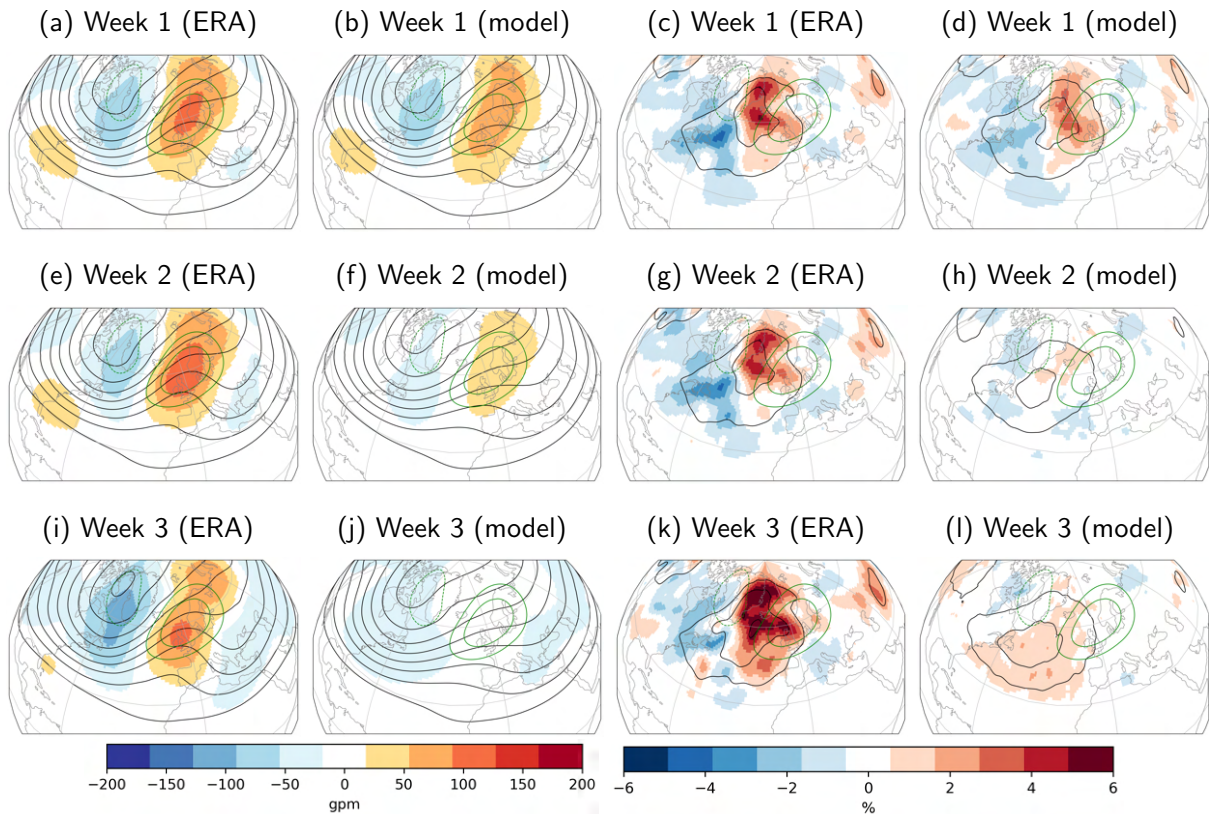 (a) Week 1 (ERA)
(b) Week 1 (model)
(c) Week 1 (ERA)
(d) Week 1 (model)
(e) Week 2 (ERA)
(f) Week 2 (model)
(g) Week 2 (ERA)
(h) Week 2 (model)
(i) Week 3 (ERA)
(j) Week 3 (model)
(k) Week 3 (ERA)
(l) Week 3 (model)
−200 −150 −100 −50 0 50 100 150 200
gpm
−6 −4 −2 0 2 4 6
%